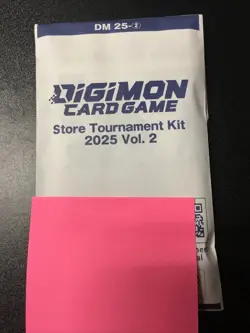 DM 25-②
DIGIMON
CARD GAME
Store Tournament Kit
2025 Vol. 2